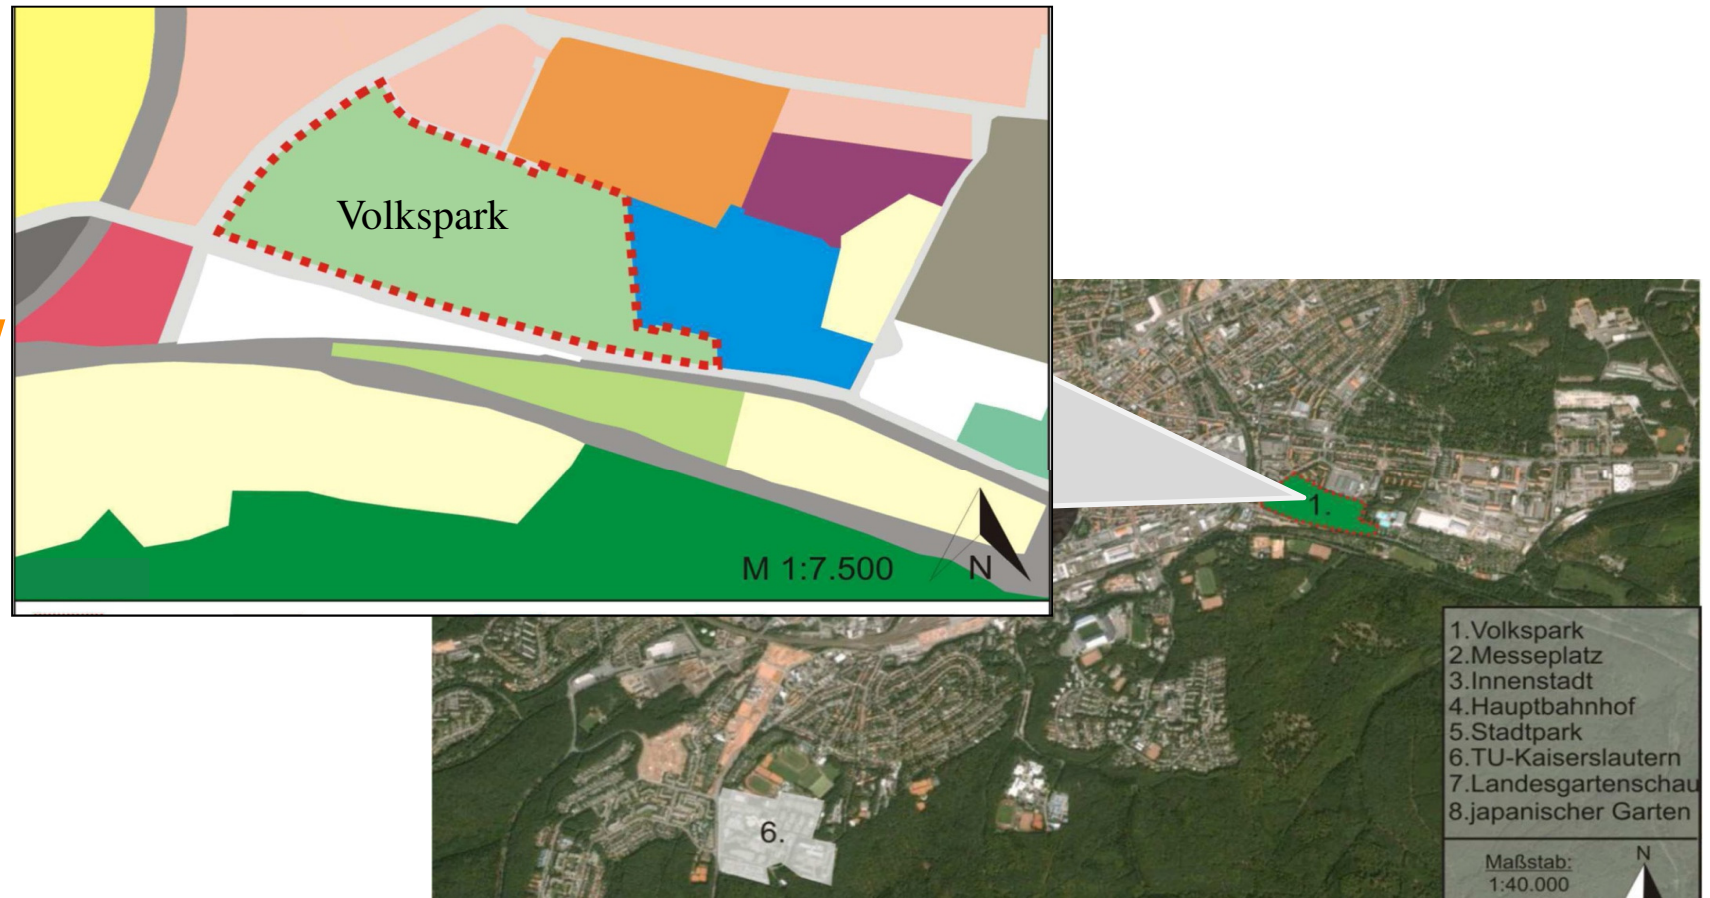 Volkspark
M 1:7.500
N
1.
6.
1.Volkspark
2.Messeplatz
3.Innenstadt
4.Hauptbahnhof
5.Stadtpark
6.TU-Kaiserslautern
7.Landesgartenschau
8.japanischer Garten
Maßstab:
1:40.000
N